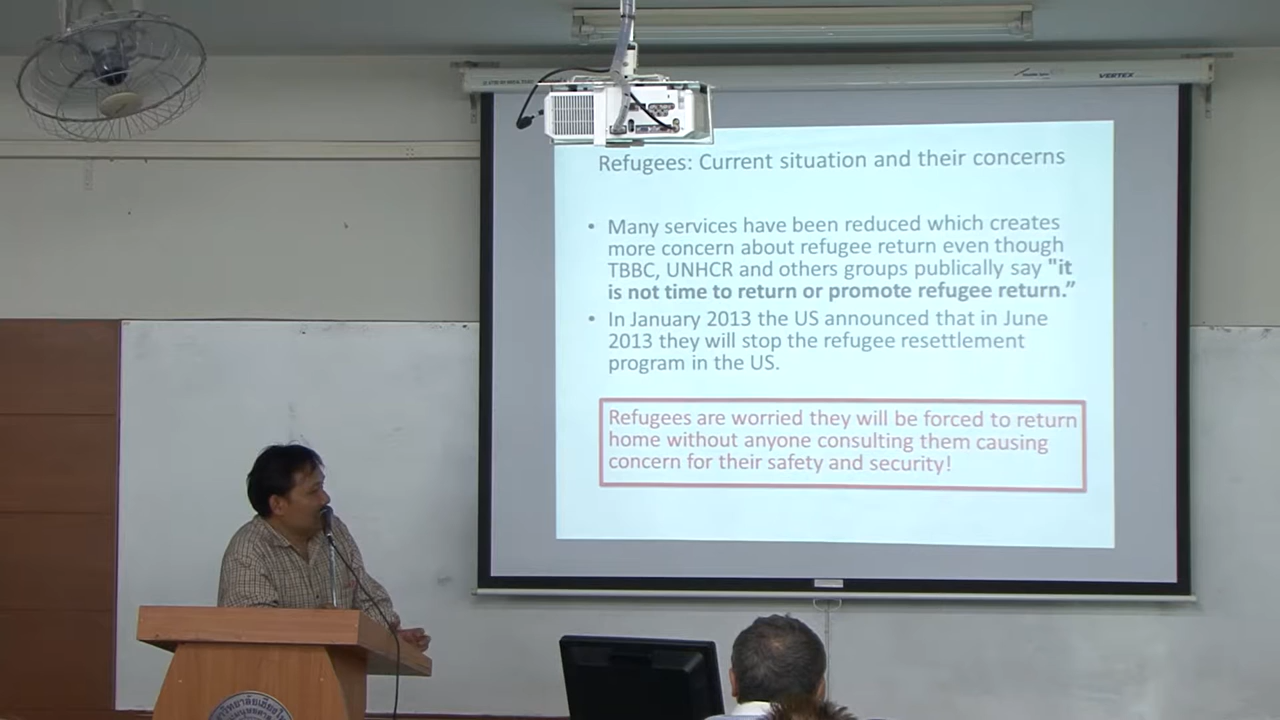 VERTEX
Refugees: Current situation and their concerns
• Many services have been reduced which creates
more concern about refugee return even though
TBBC, UNHCR and others groups publically say "it
is not time to return or promote refugee return.”
• In January 2013 the US announced that in June
2013 they will stop the refugee resettlement
program in the US.
Refugees are worried they will be forced to return
home without anyone consulting them causing
concern for their safety and security!